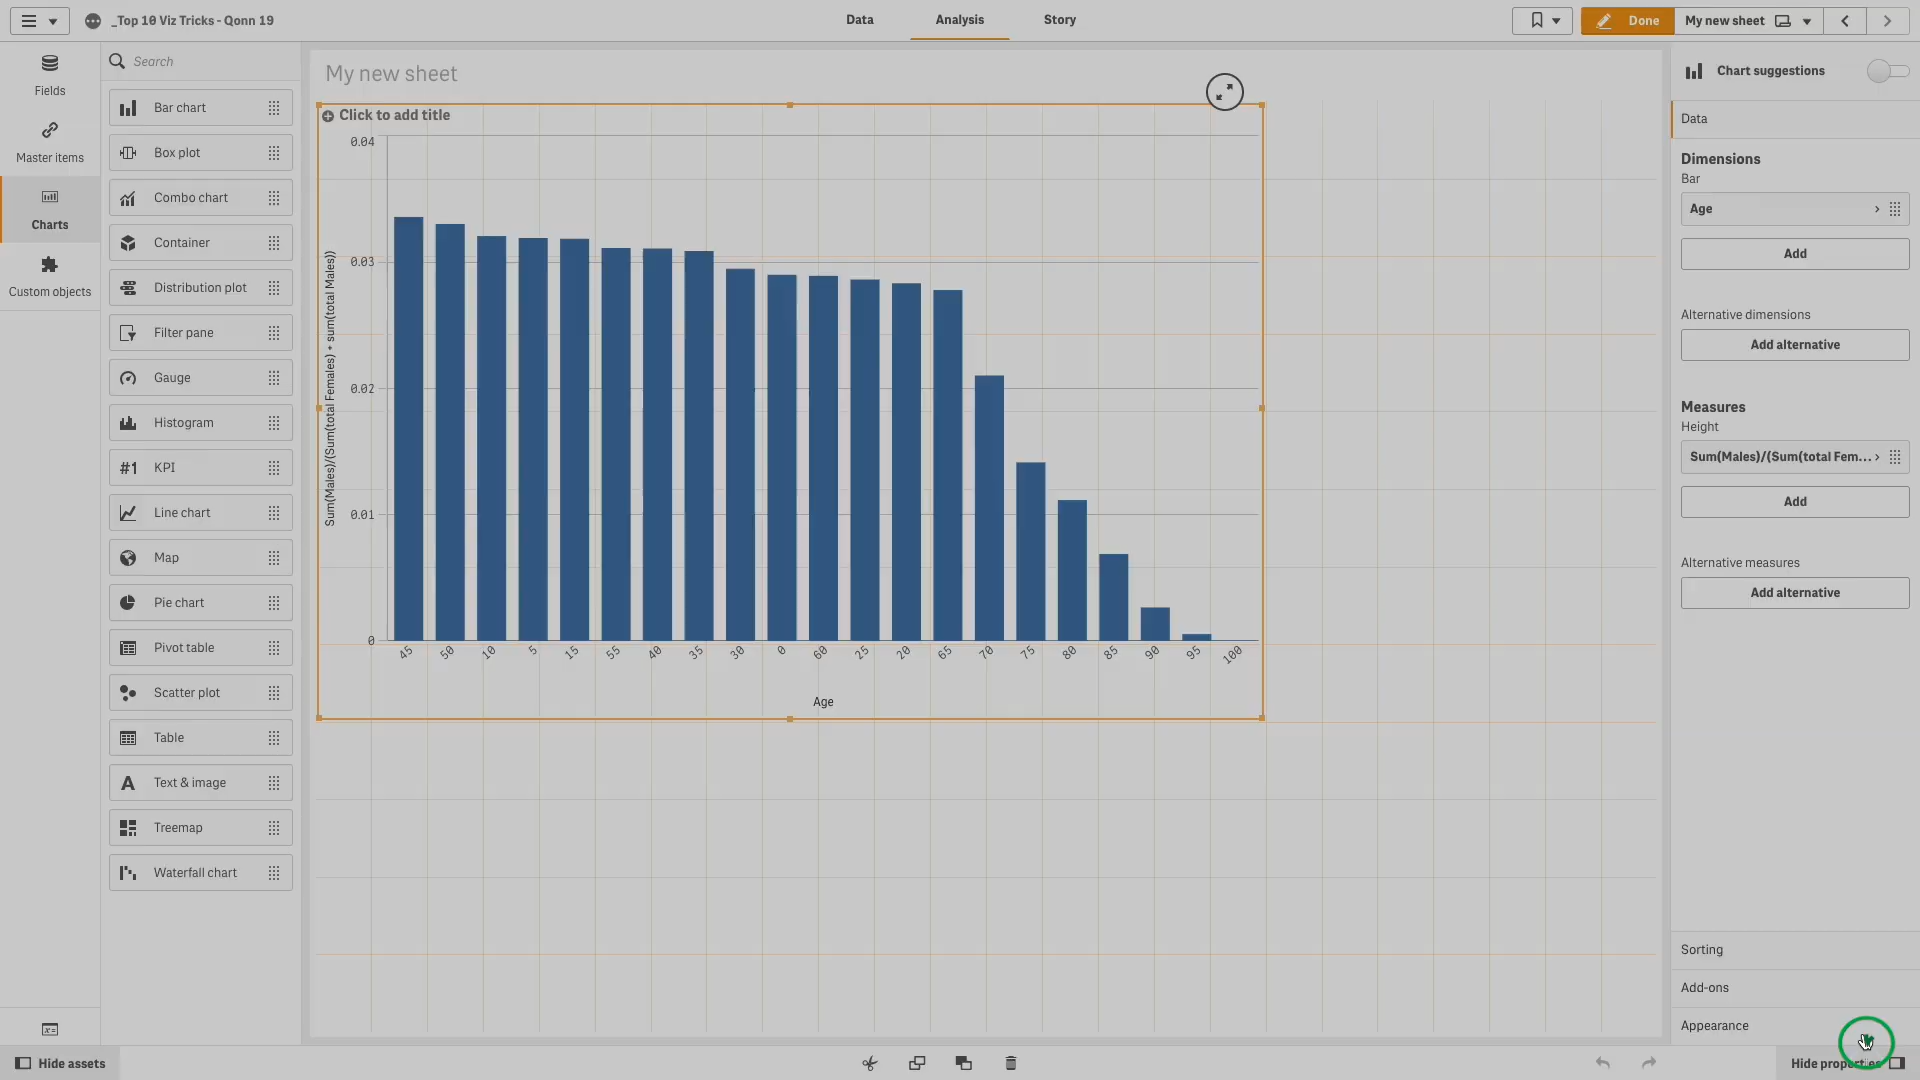 _Top 10 Viz Tricks - Qonn 19
Data
Analysis
Story
Done
My new sheet
Fields
Master items
Charts
Custom objects
Search
Bar chart
Box plot
Combo chart
Container
Distribution plot
Filter pane
Gauge
Histogram
#1 KPI
Line chart
Map
Pie chart
Pivot table
Scatter plot
Table
A Text & image
Treemap
Waterfall chart
My new sheet
Click to add title
Sum(Males)/(Sum(total Females) + sum(total Males))
0.04
0.03
0.02
0.01
0
45 50 10 5 15 55 40 35 30 0 60 25 20 65 70 75 80 85 90 95 100
Age
Chart suggestions
Data
Dimensions
Bar
Age
Add
Alternative dimensions
Add alternative
Measures
Height
Sum(Males)/(Sum(total Fem...
Add
Alternative measures
Add alternative
Sorting
Add-ons
Appearance
Hide assets
Hide properties